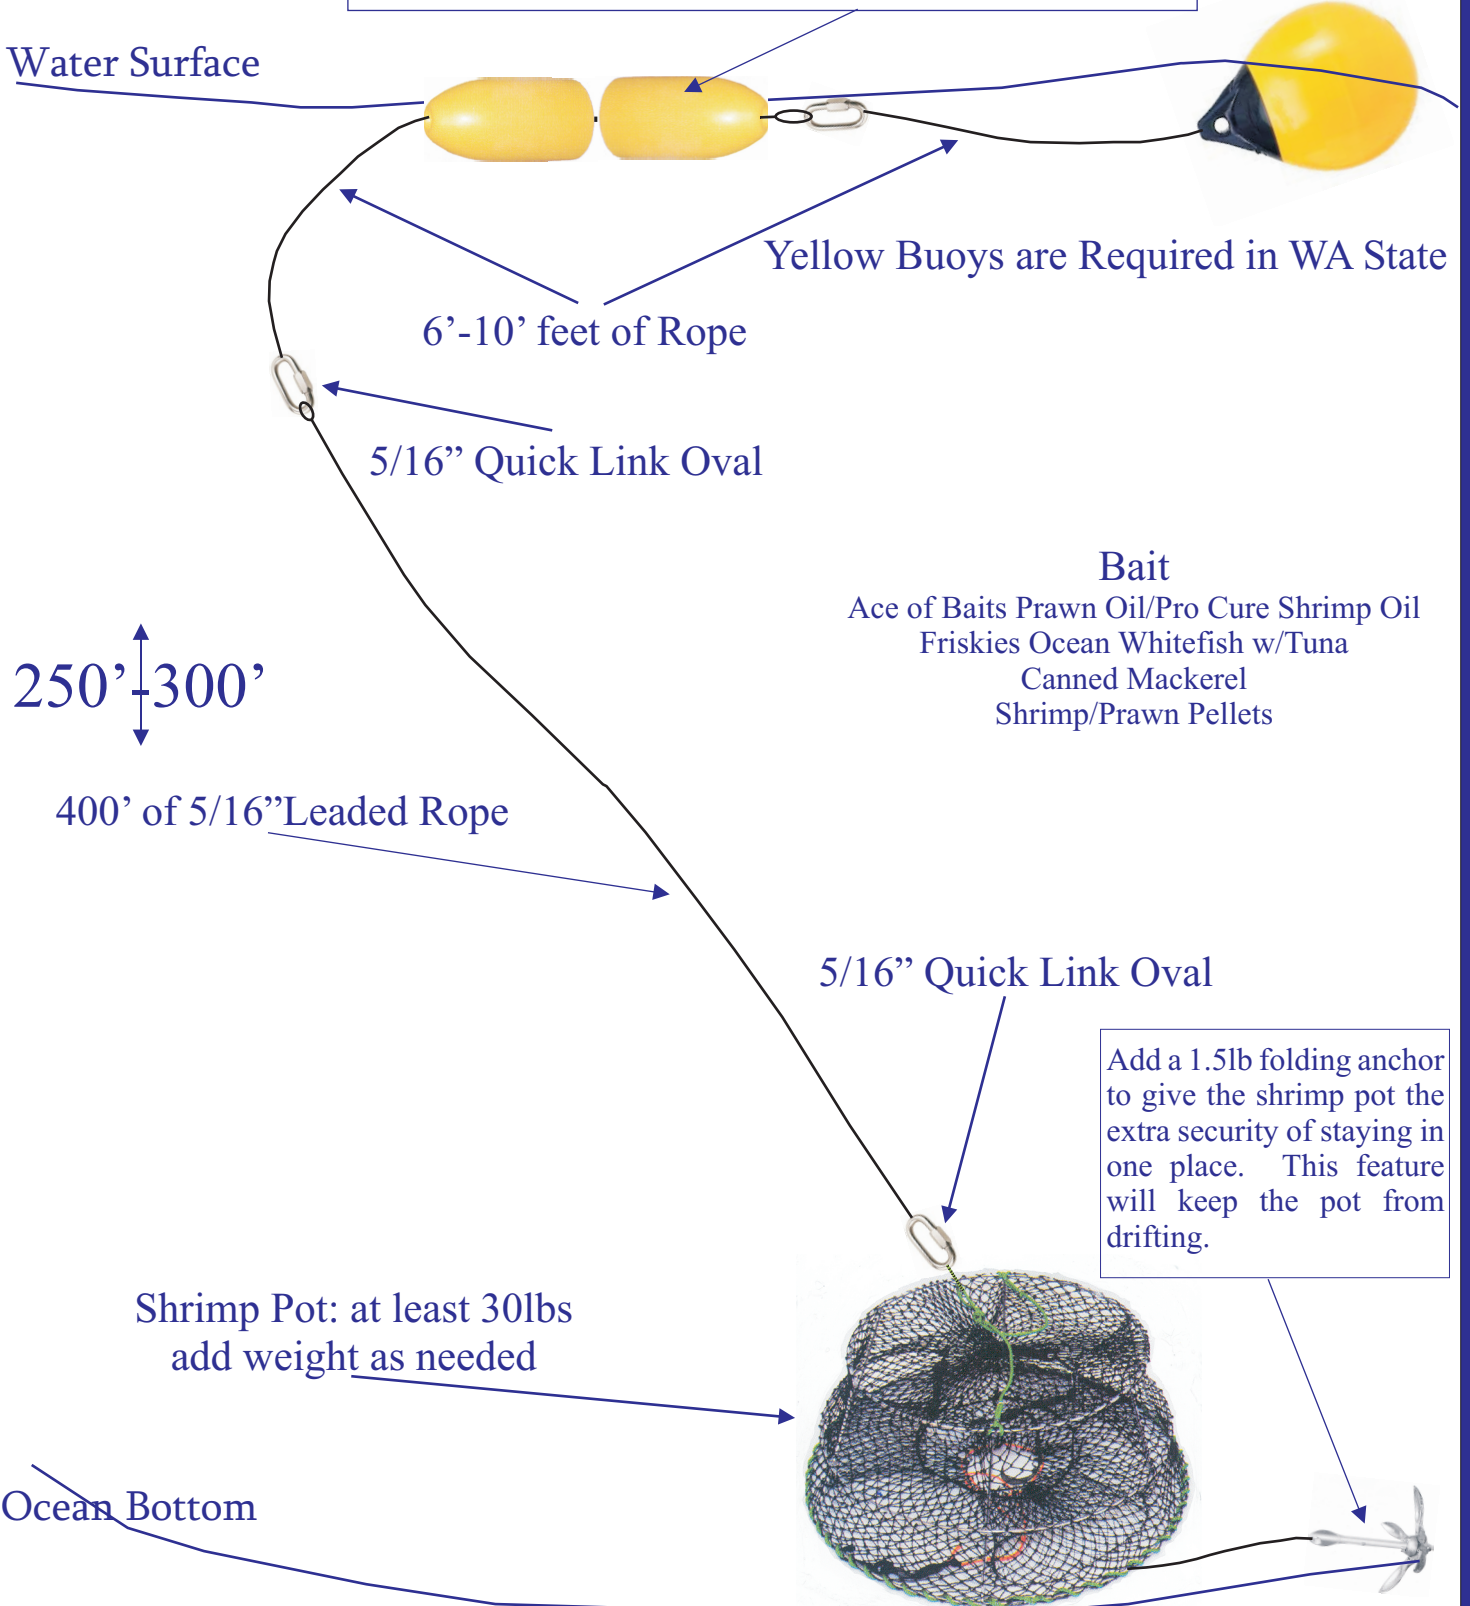 Water Surface
Yellow Buoys are Required in WA State
6’-10’ feet of Rope
5/16” Quick Link Oval
Bait
Ace of Baits Prawn Oil/Pro Cure Shrimp Oil
Friskies Ocean Whitefish w/Tuna
Canned Mackerel
Shrimp/Prawn Pellets
250’-300’
400’ of 5/16”Leaded Rope
5/16” Quick Link Oval
Add a 1.5lb folding anchor
to give the shrimp pot the
extra security of staying in
one place. This feature
will keep the pot from
drifting.
Shrimp Pot: at least 30lbs
add weight as needed
Ocean Bottom